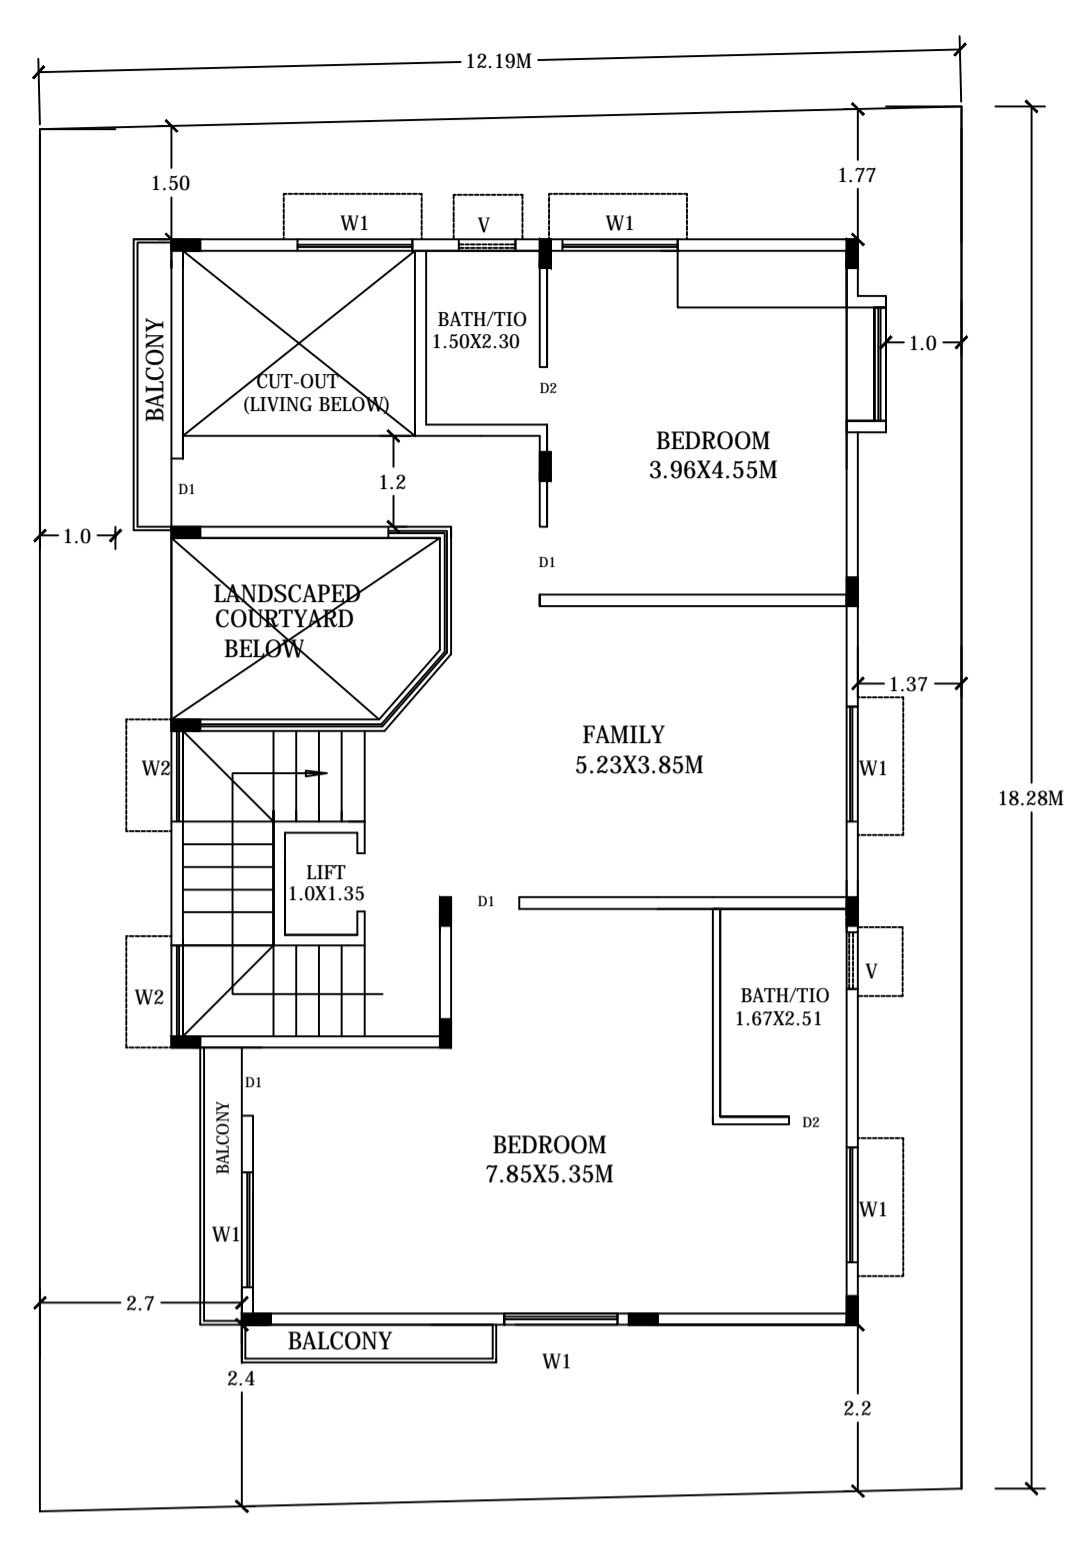 12.19M
1.50
1.77
W1
V
W1
BALCONY
BATH/TIO
1.50X2.30
1.0
CUT-OUT
(LIVING BELOW)
D2
BEDROOM
3.96X4.55M
D1
1.2
1.0
D1
LANDSCAPED
COURTYARD
BELOW
1.37
FAMILY
5.23X3.85M
W2
W1
18.28M
LIFT
1.0X1.35
D1
V
W2
BATH/TIO
1.67X2.51
D1
BALCONY
D2
BEDROOM
7.85X5.35M
W1
W1
2.7
BALCONY
W1
2.4
2.2